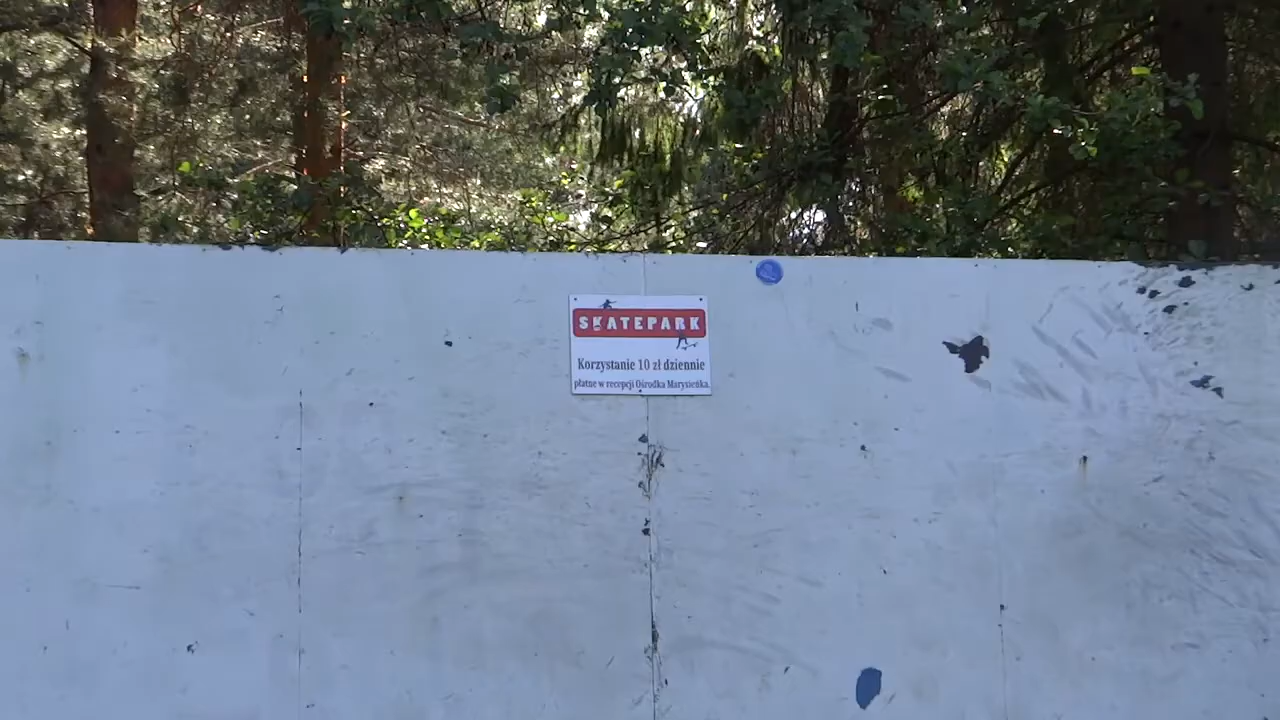 SKATEPARK
Korzystanie 10 zł dziennie
płatne w recepcji Ośrodka Marysieńka.